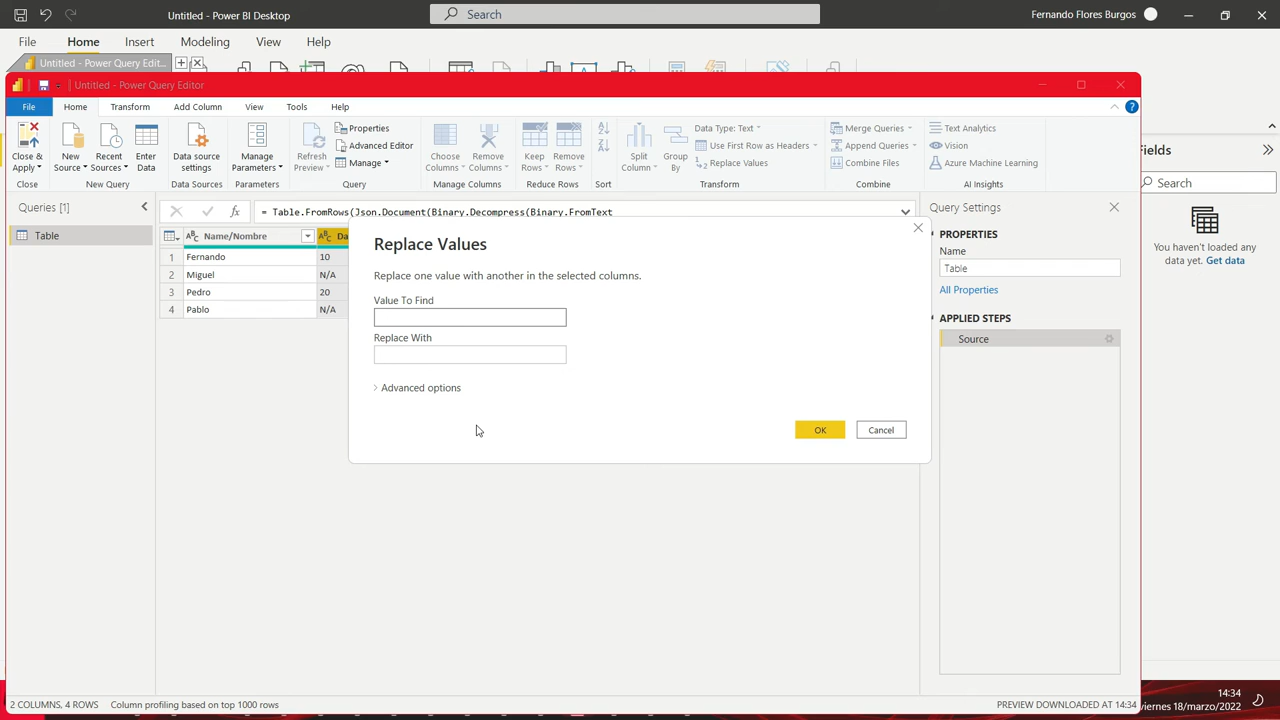 Untitled - Power BI Desktop
Search
Fernando Flores Burgos
File Home Insert Modeling View Help
Untitled - Power Query Edit...
Untitled - Power Query Editor
File Home Transform Add Column View Tools Help
Close & Apply
New Source
Recent Sources
Enter Data
Data source settings
Manage Parameters
Refresh Preview
Properties
Advanced Editor
Manage
Choose Columns
Remove Columns
Keep Rows
Remove Rows
Split Column
Group By
Data Type: Text
Use First Row as Headers
Replace Values
Merge Queries
Append Queries
Combine Files
Text Analytics
Vision
Azure Machine Learning
Close
New Query
Data Sources
Parameters
Query
Manage Columns
Reduce Rows
Sort
Transform
Combine
AI Insights
Fields
Search
You haven't loaded any
data yet. Get data
Queries [1]
Table
= Table.FromRows(Json.Document(Binary.Decompress(Binary.FromText
Name/Nombre Da
1 Fernando 10
2 Miguel N/A
3 Pedro 20
4 Pablo N/A
Replace Values
Replace one value with another in the selected columns.
Value To Find
Replace With
Advanced options
OK Cancel
Query Settings
PROPERTIES
Name
Table
All Properties
APPLIED STEPS
Source
2 COLUMNS, 4 ROWS Column profiling based on top 1000 rows
PREVIEW DOWNLOADED AT 14:34
14:34
viernes 18/marzo/2022